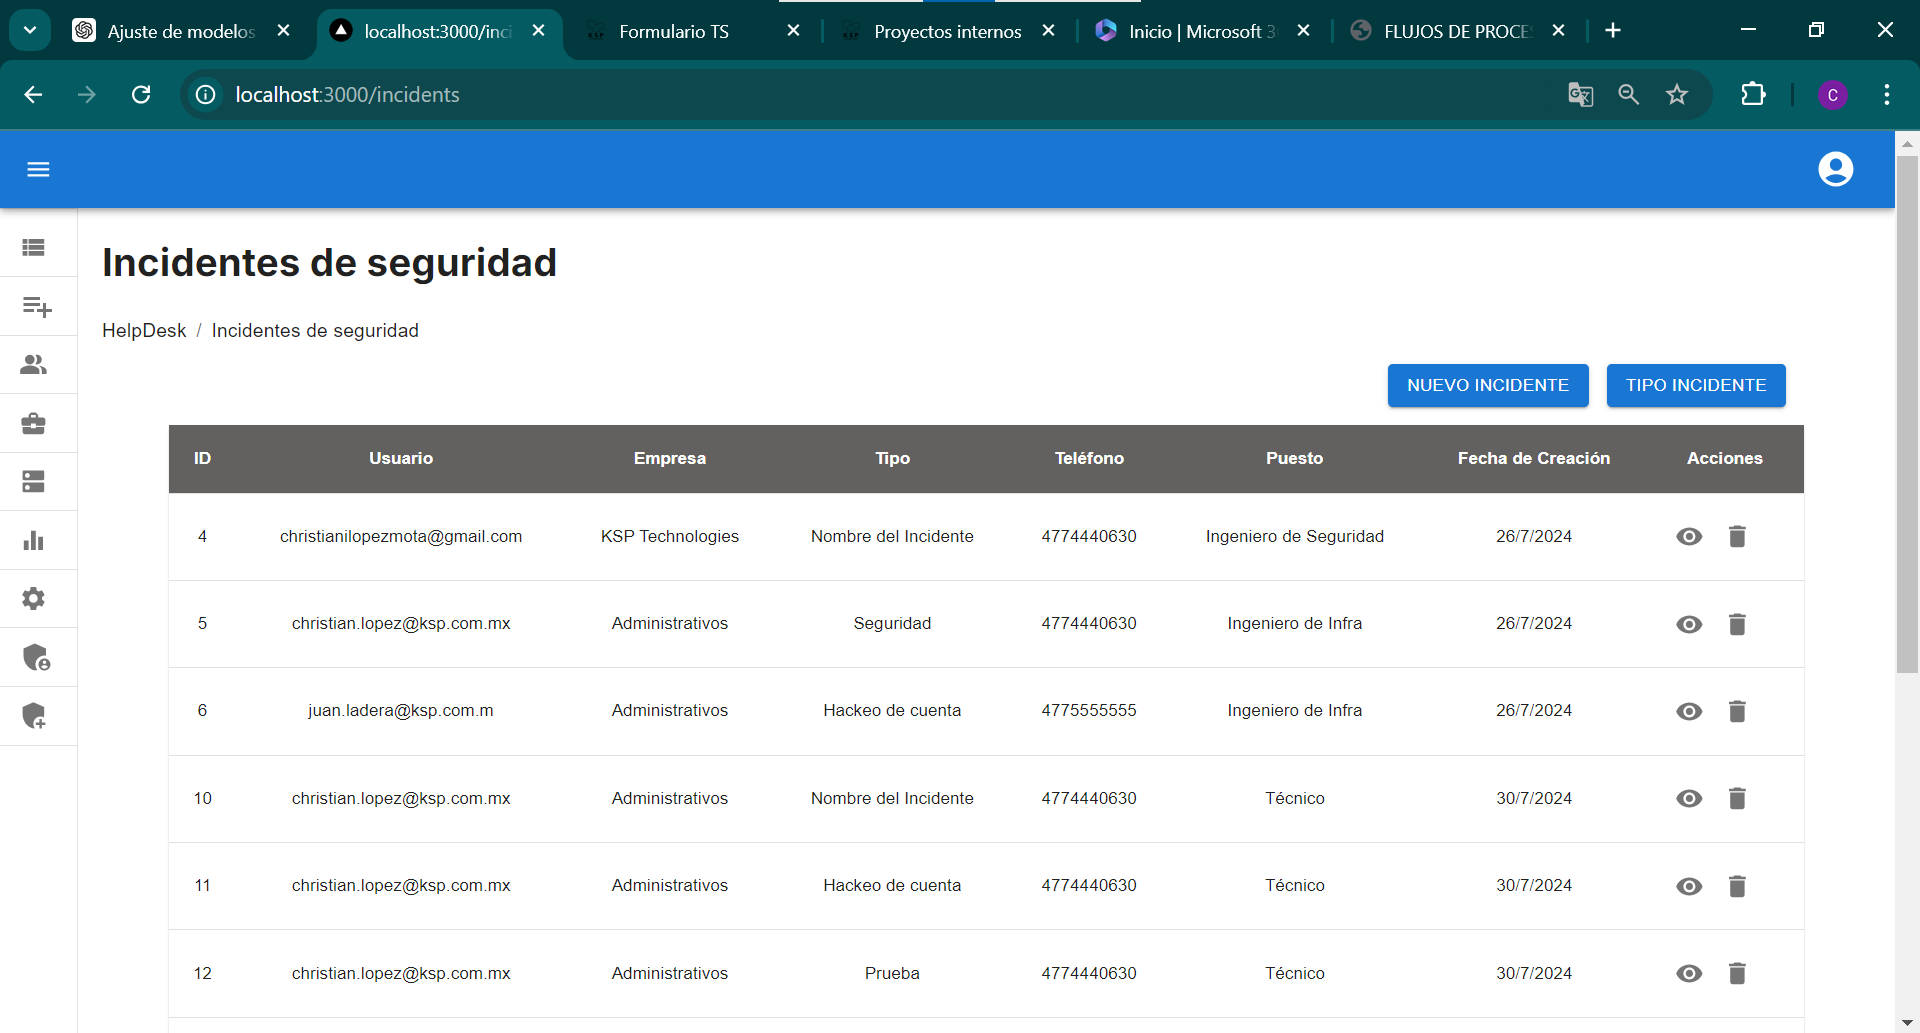 Ajuste de modelos
localhost:3000/inci
Formulario TS
Proyectos internos
Inicio | Microsoft 3
FLUJOS DE PROCES
localhost:3000/incidents
C
Incidentes de seguridad
HelpDesk / Incidentes de seguridad
NUEVO INCIDENTE TIPO INCIDENTE
ID Usuario Empresa Tipo Teléfono Puesto Fecha de Creación Acciones
4 christianilopezmota@gmail.com KSP Technologies Nombre del Incidente 4774440630 Ingeniero de Seguridad 26/7/2024
5 christian.lopez@ksp.com.mx Administrativos Seguridad 4774440630 Ingeniero de Infra 26/7/2024
6 juan.ladera@ksp.com.m Administrativos Hackeo de cuenta 4775555555 Ingeniero de Infra 26/7/2024
10 christian.lopez@ksp.com.mx Administrativos Nombre del Incidente 4774440630 Técnico 30/7/2024
11 christian.lopez@ksp.com.mx Administrativos Hackeo de cuenta 4774440630 Técnico 30/7/2024
12 christian.lopez@ksp.com.mx Administrativos Prueba 4774440630 Técnico 30/7/2024